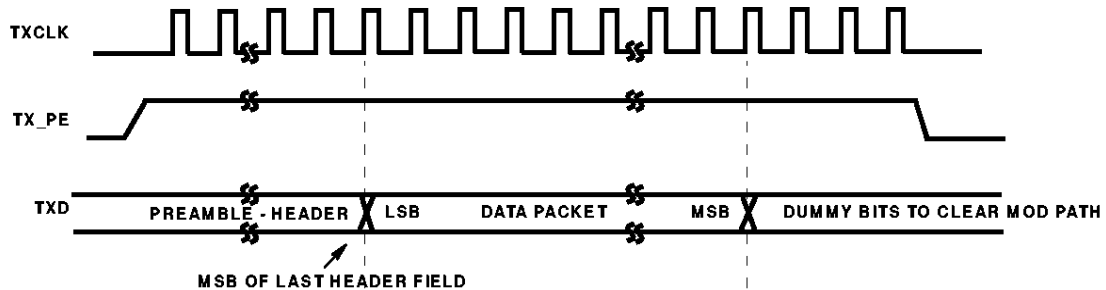 TXCLK
TX_PE
TXD
PREAMBLE - HEADER
LSB
DATA PACKET
MSB
DUMMY BITS TO CLEAR MOD PATH
MSB OF LAST HEADER FIELD